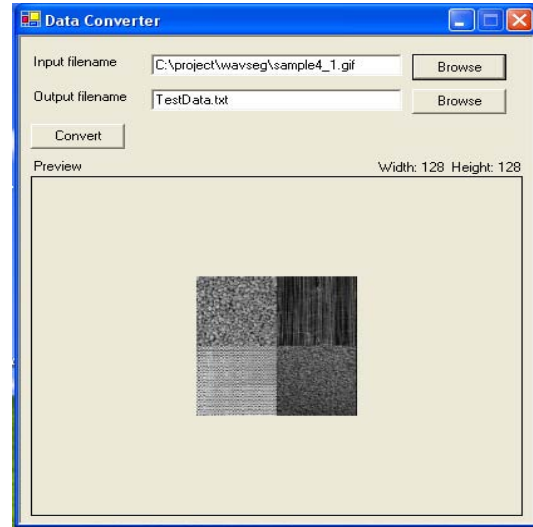 Data Converter
Input filename C:\project\wavseg\sample4_1.gif Browse
Output filename TestData.txt Browse
Convert
Preview Width: 128 Height: 128